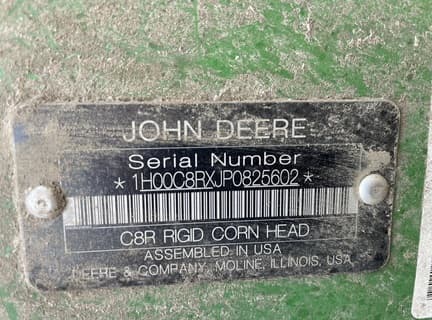 JOHN DEERE
Serial Number
*1H00C8RXJP0825602*
C8R RIGID CORN HEAD
ASSEMBLED IN USA
DEERE & COMPANY, MOLINE, ILLINOIS, USA